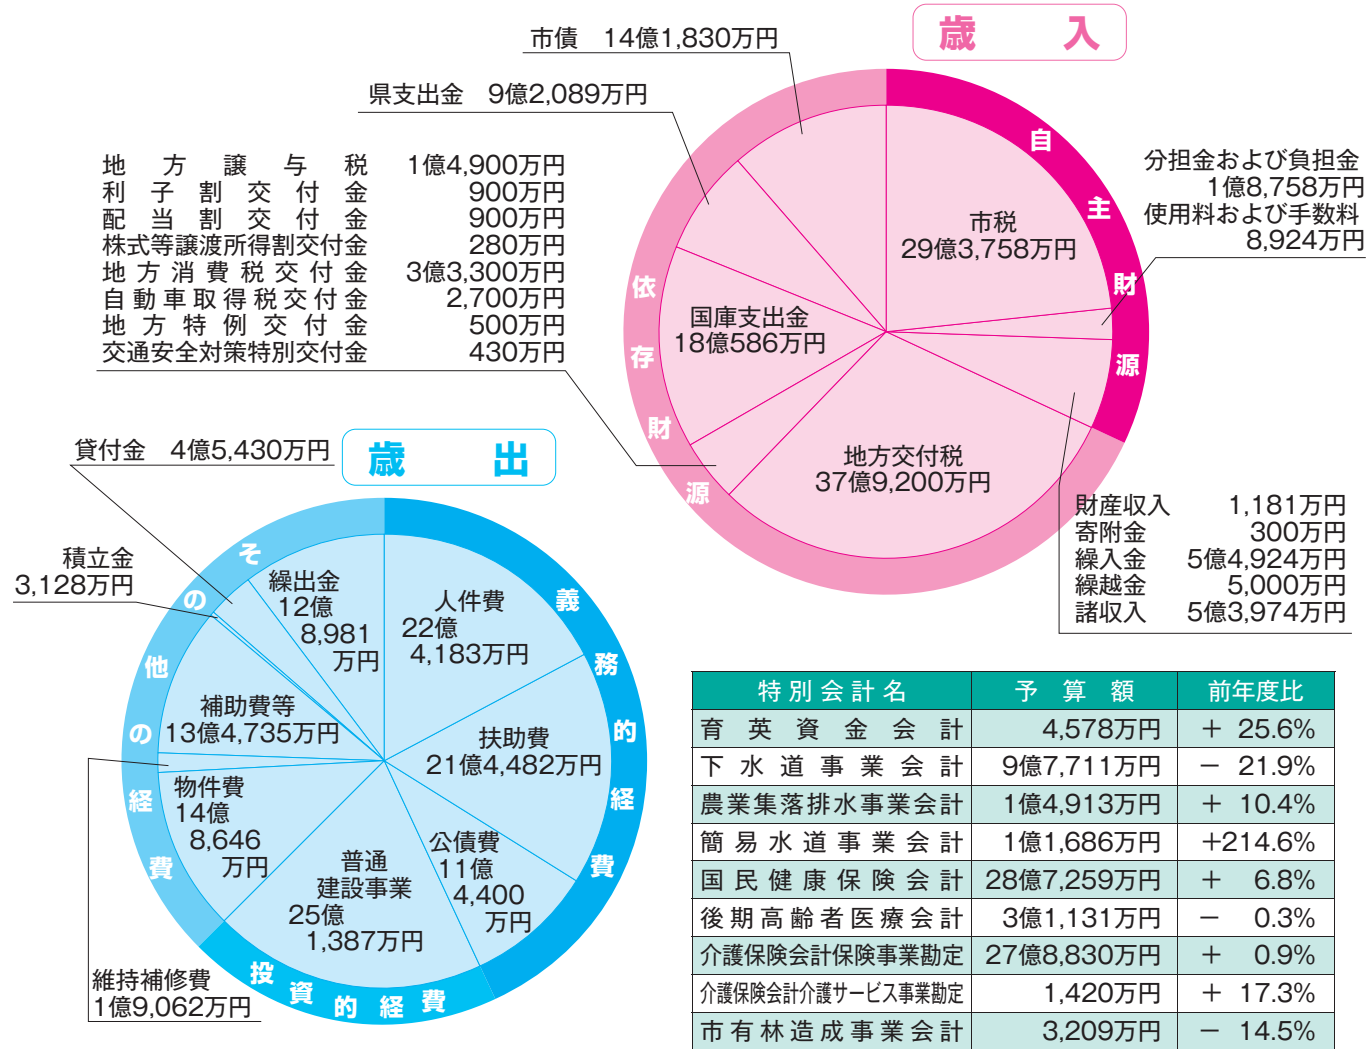 歳入
市債 14億1,830万円
県支出金 9億2,089万円
地方譲与税 1億4,900万円
利子割交付金 900万円
配当割交付金 900万円
株式等譲渡所得割交付金 280万円
地方消費税交付金 3億3,300万円
自動車取得税交付金 2,700万円
地方特例交付金 500万円
交通安全対策特別交付金 430万円
自主財源
依存財源
市税
29億3,758万円
分担金および負担金
1億8,758万円
使用料および手数料
8,924万円
国庫支出金
18億586万円
地方交付税
37億9,200万円
財産収入 1,181万円
寄附金 300万円
繰入金 5億4,924万円
繰越金 5,000万円
諸収入 5億3,974万円
歳出
貸付金 4億5,430万円
積立金
3,128万円
その他の経費
義務的経費
投資的経費
繰出金
12億
8,981
万円
人件費
22億
4,183万円
補助費等
13億4,735万円
扶助費
21億4,482万円
物件費
14億
8,646
万円
公債費
11億
4,400
万円
普通
建設事業
25億
1,387万円
維持補修費
1億9,062万円
特別会計名 予算額 前年度比
育英資金会計 4,578万円 + 25.6%
下水道事業会計 9億7,711万円 − 21.9%
農業集落排水事業会計 1億4,913万円 + 10.4%
簡易水道事業会計 1億1,686万円 +214.6%
国民健康保険会計 28億7,259万円 + 6.8%
後期高齢者医療会計 3億1,131万円 − 0.3%
介護保険会計保険事業勘定 27億8,830万円 + 0.9%
介護保険会計介護サービス事業勘定 1,420万円 + 17.3%
市有林造成事業会計 3,209万円 − 14.5%